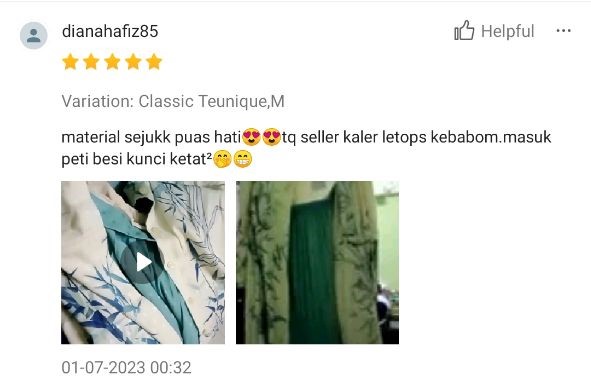 dianahafiz85
Helpful
Variation: Classic Teunique,M
material sejukk puas hati😍😍tq seller kaler letops kebabom.masuk
peti besi kunci ketat²🤭😁
01-07-2023 00:32